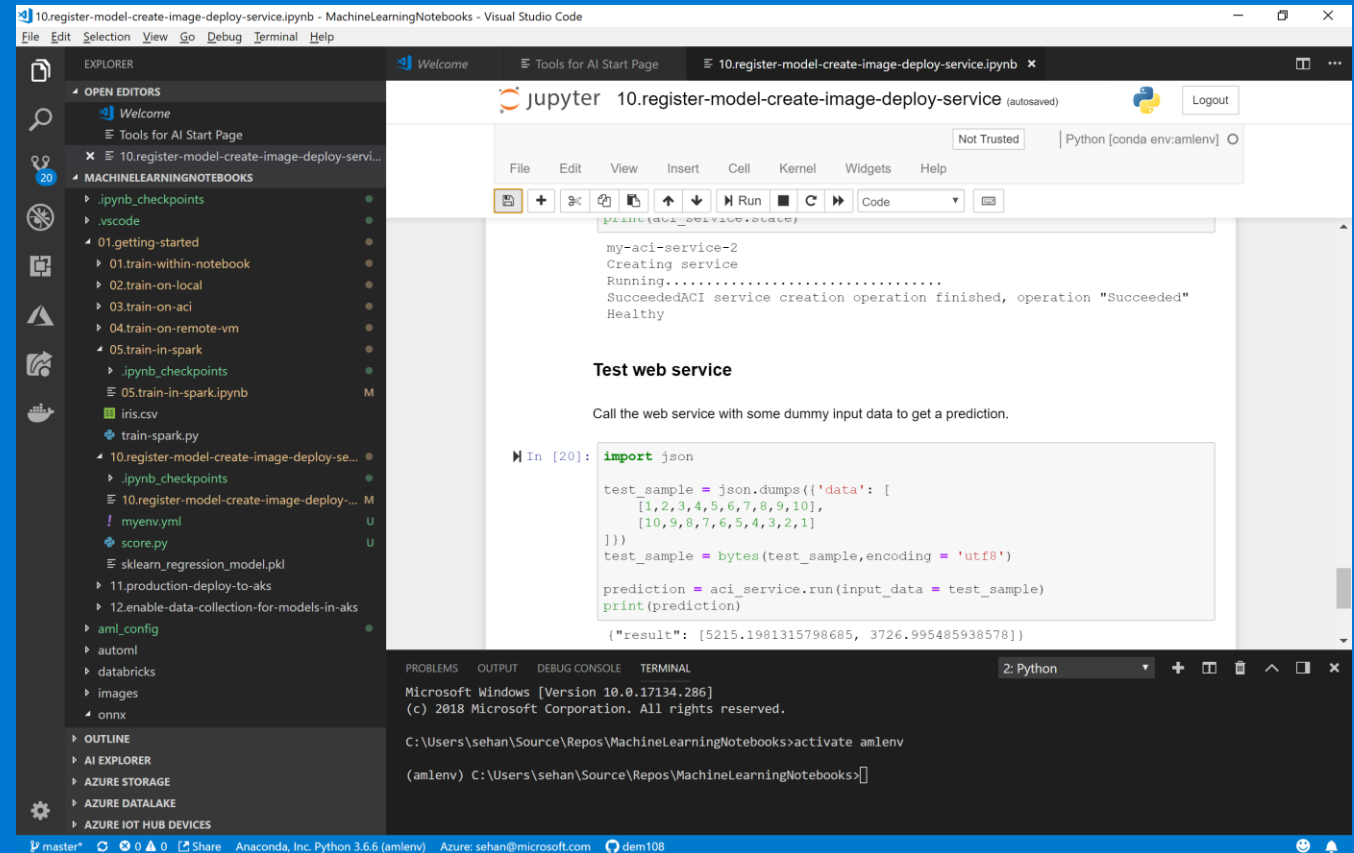 10.register-model-create-image-deploy-service.ipynb - MachineLearningNotebooks - Visual Studio Code
File Edit Selection View Go Debug Terminal Help
EXPLORER
OPEN EDITORS
Welcome
Tools for AI Start Page
10.register-model-create-image-deploy-servi...
20
MACHINELEARNINGNOTEBOOKS
.ipynb_checkpoints
.vscode
01.getting-started
01.train-within-notebook
02.train-on-local
03.train-on-aci
04.train-on-remote-vm
05.train-in-spark
.ipynb_checkpoints
05.train-in-spark.ipynb M
iris.csv
train-spark.py
10.register-model-create-image-deploy-se...
.ipynb_checkpoints
10.register-model-create-image-deploy-... M
myenv.yml U
score.py U
sklearn_regression_model.pkl
11.production-deploy-to-aks
12.enable-data-collection-for-models-in-aks
aml_config
automl
databricks
images
onnx
OUTLINE
AI EXPLORER
AZURE STORAGE
AZURE DATALAKE
AZURE IOT HUB DEVICES
Welcome Tools for AI Start Page 10.register-model-create-image-deploy-service.ipynb
jupyter 10.register-model-create-image-deploy-service (autosaved) Logout
Not Trusted Python [conda env:amlenv]
File Edit View Insert Cell Kernel Widgets Help
Run Code
print(aci_service.state)
my-aci-service-2
Creating service
Running..................................
SucceededACI service creation operation finished, operation "Succeeded"
Healthy
Test web service
Call the web service with some dummy input data to get a prediction.
In [20]: import json
test_sample = json.dumps({'data': [
[1,2,3,4,5,6,7,8,9,10],
[10,9,8,7,6,5,4,3,2,1]
]})
test_sample = bytes(test_sample,encoding = 'utf8')
prediction = aci_service.run(input_data = test_sample)
print(prediction)
{"result": [5215.1981315798685, 3726.995485938578]}
PROBLEMS OUTPUT DEBUG CONSOLE TERMINAL 2: Python
Microsoft Windows [Version 10.0.17134.286]
(c) 2018 Microsoft Corporation. All rights reserved.
C:\Users\sehan\Source\Repos\MachineLearningNotebooks>activate amlenv
(amlenv) C:\Users\sehan\Source\Repos\MachineLearningNotebooks>
master* 0 0 0 Share Anaconda, Inc. Python 3.6.6 (amlenv) Azure: sehan@microsoft.com dem108